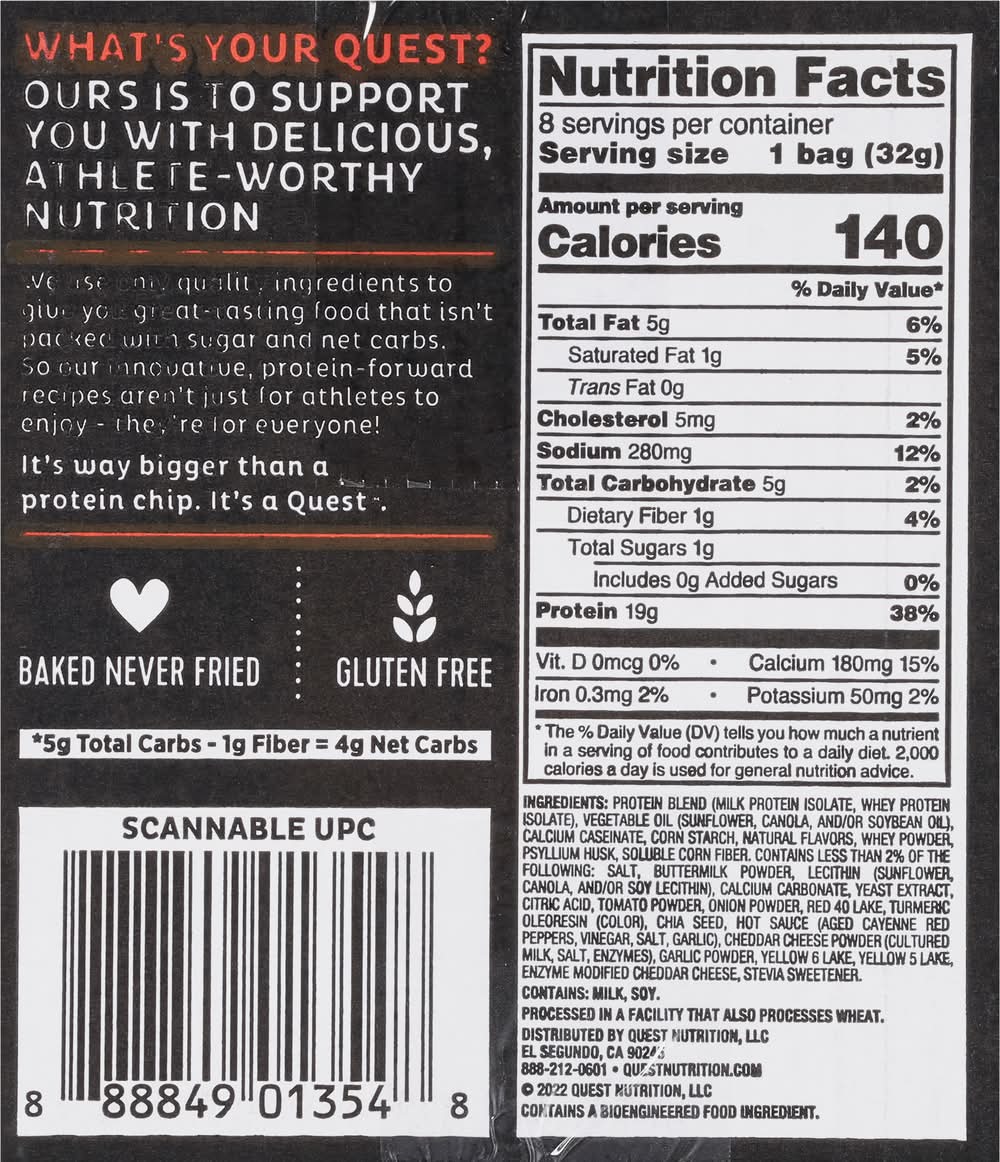 WHAT'S YOUR QUEST?
OURS IS TO SUPPORT
YOU WITH DELICIOUS,
ATHLETE-WORTHY
NUTRITION
We use only quality ingredients to
give you great-tasting food that isn't
packed with sugar and net carbs.
So our innovative, protein-forward
recipes aren't just for athletes to
enjoy - they're for everyone!
It's way bigger than a
protein chip. It's a Quest™.
BAKED NEVER FRIED
GLUTEN FREE
*5g Total Carbs - 1g Fiber = 4g Net Carbs
SCANNABLE UPC
8 88849 01354 8
Nutrition Facts
8 servings per container
Serving size 1 bag (32g)
Amount per serving
Calories 140
% Daily Value*
Total Fat 5g 6%
Saturated Fat 1g 5%
Trans Fat 0g
Cholesterol 5mg 2%
Sodium 280mg 12%
Total Carbohydrate 5g 2%
Dietary Fiber 1g 4%
Total Sugars 1g
Includes 0g Added Sugars 0%
Protein 19g 38%
Vit. D 0mcg 0% • Calcium 180mg 15%
Iron 0.3mg 2% • Potassium 50mg 2%
* The % Daily Value (DV) tells you how much a nutrient
in a serving of food contributes to a daily diet. 2,000
calories a day is used for general nutrition advice.
INGREDIENTS: PROTEIN BLEND (MILK PROTEIN ISOLATE, WHEY PROTEIN
ISOLATE), VEGETABLE OIL (SUNFLOWER, CANOLA, AND/OR SOYBEAN OIL),
CALCIUM CASEINATE, CORN STARCH, NATURAL FLAVORS, WHEY POWDER,
PSYLLIUM HUSK, SOLUBLE CORN FIBER. CONTAINS LESS THAN 2% OF THE
FOLLOWING: SALT, BUTTERMILK POWDER, LECITHIN (SUNFLOWER,
CANOLA, AND/OR SOY LECITHIN), CALCIUM CARBONATE, YEAST EXTRACT,
CITRIC ACID, TOMATO POWDER, ONION POWDER, RED 40 LAKE, TURMERIC
OLEORESIN (COLOR), CHIA SEED, HOT SAUCE (AGED CAYENNE RED
PEPPERS, VINEGAR, SALT, GARLIC), CHEDDAR CHEESE POWDER (CULTURED
MILK, SALT, ENZYMES), GARLIC POWDER, YELLOW 6 LAKE, YELLOW 5 LAKE,
ENZYME MODIFIED CHEDDAR CHEESE, STEVIA SWEETENER.
CONTAINS: MILK, SOY.
PROCESSED IN A FACILITY THAT ALSO PROCESSES WHEAT.
DISTRIBUTED BY QUEST NUTRITION, LLC
EL SEGUNDO, CA 90245
888-212-0601 • QUESTNUTRITION.COM
© 2022 QUEST NUTRITION, LLC
CONTAINS A BIOENGINEERED FOOD INGREDIENT.